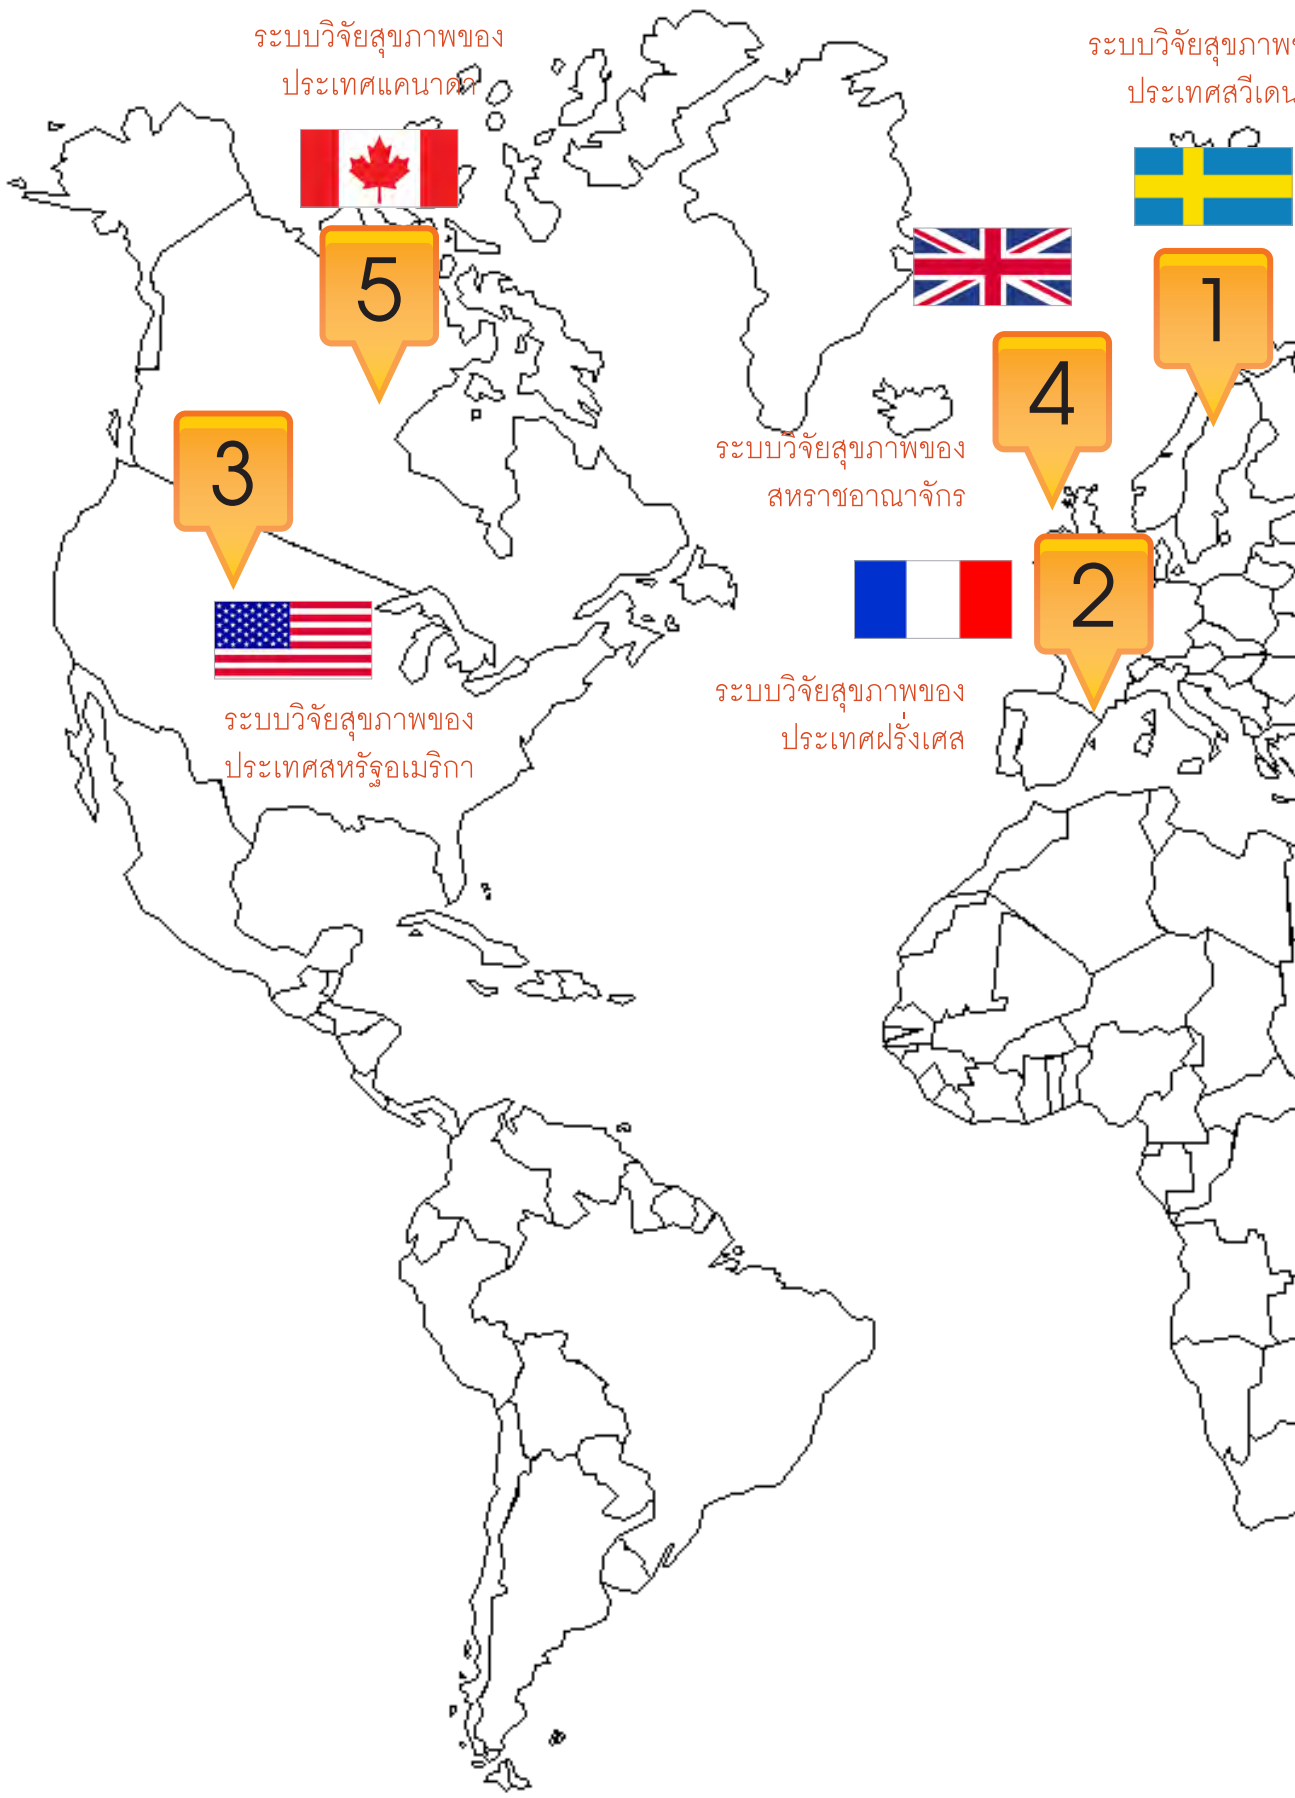 ระบบวิจัยสุขภาพของ
ประเทศแคนาดา
5
ระบบวิจัยสุขภาพ
ประเทศสวีเดน
1
4
ระบบวิจัยสุขภาพของ
สหราชอาณาจักร
3
ระบบวิจัยสุขภาพของ
ประเทศสหรัฐอเมริกา
2
ระบบวิจัยสุขภาพของ
ประเทศฝรั่งเศส